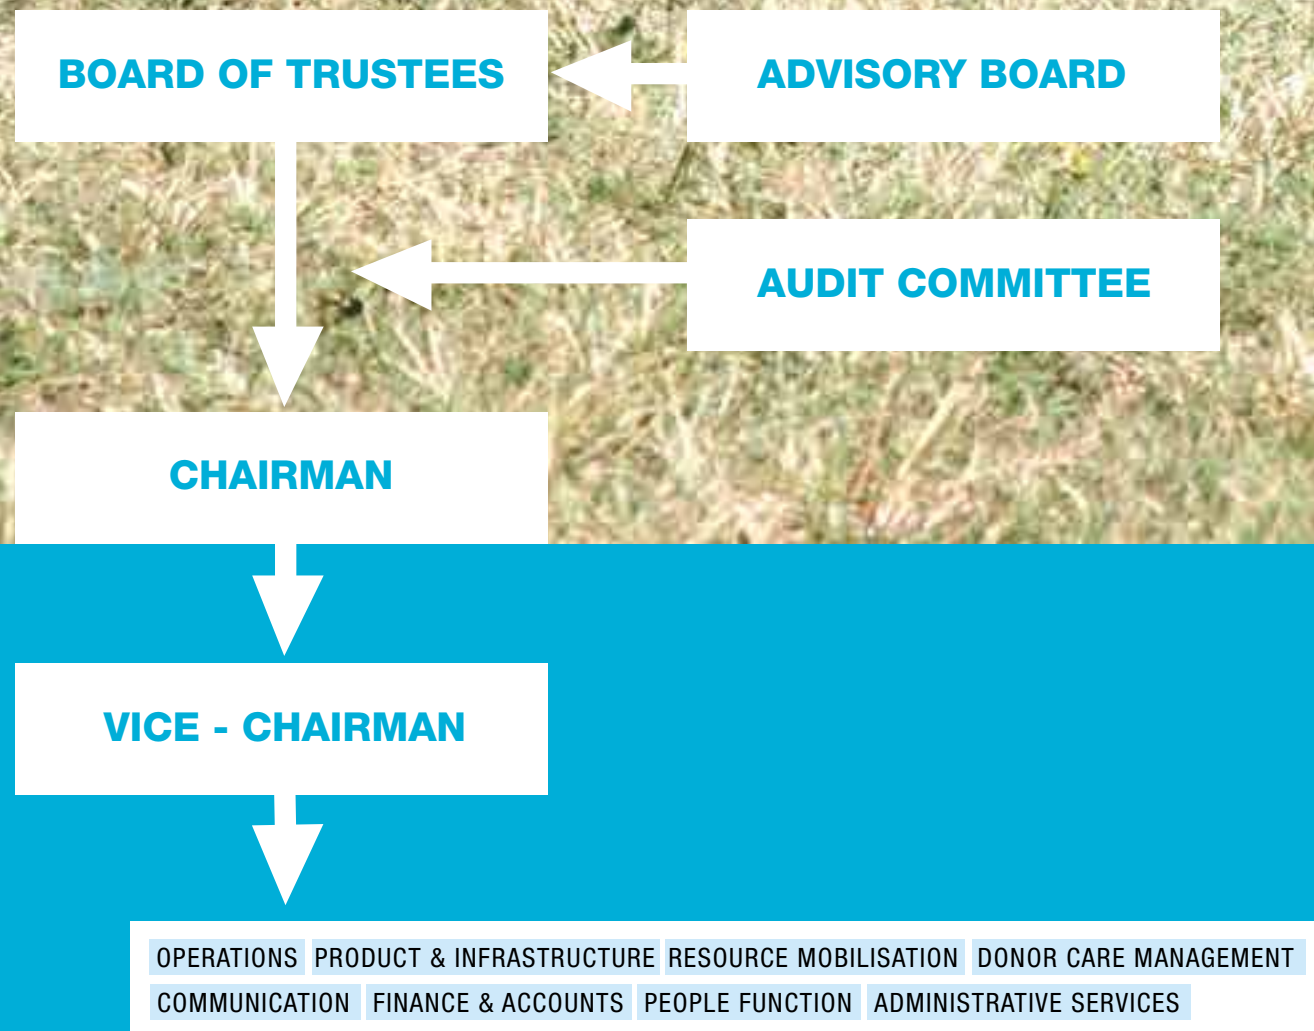 BOARD OF TRUSTEES
ADVISORY BOARD
AUDIT COMMITTEE
CHAIRMAN
VICE - CHAIRMAN
OPERATIONS PRODUCT & INFRASTRUCTURE RESOURCE MOBILISATION DONOR CARE MANAGEMENT
COMMUNICATION FINANCE & ACCOUNTS PEOPLE FUNCTION ADMINISTRATIVE SERVICES